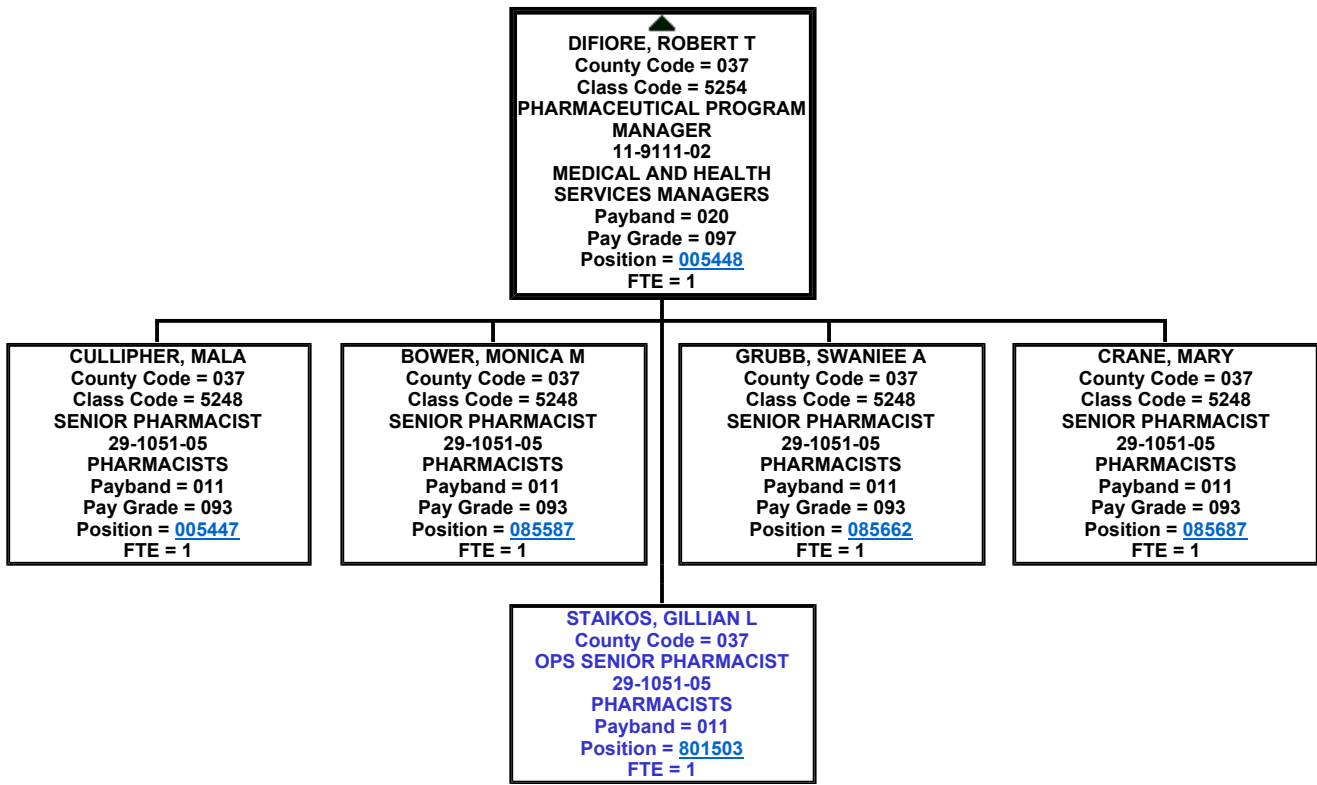 DIFIORE, ROBERT T
County Code = 037
Class Code = 5254
PHARMACEUTICAL PROGRAM
MANAGER
11-9111-02
MEDICAL AND HEALTH
SERVICES MANAGERS
Payband = 020
Pay Grade = 097
Position = 005448
FTE = 1
CULLIPHER, MALA
County Code = 037
Class Code = 5248
SENIOR PHARMACIST
29-1051-05
PHARMACISTS
Payband = 011
Pay Grade = 093
Position = 005447
FTE = 1
BOWER, MONICA M
County Code = 037
Class Code = 5248
SENIOR PHARMACIST
29-1051-05
PHARMACISTS
Payband = 011
Pay Grade = 093
Position = 085587
FTE = 1
GRUBB, SWANIEE A
County Code = 037
Class Code = 5248
SENIOR PHARMACIST
29-1051-05
PHARMACISTS
Payband = 011
Pay Grade = 093
Position = 085662
FTE = 1
CRANE, MARY
County Code = 037
Class Code = 5248
SENIOR PHARMACIST
29-1051-05
PHARMACISTS
Payband = 011
Pay Grade = 093
Position = 085687
FTE = 1
STAIKOS, GILLIAN L
County Code = 037
OPS SENIOR PHARMACIST
29-1051-05
PHARMACISTS
Payband = 011
Position = 801503
FTE = 1